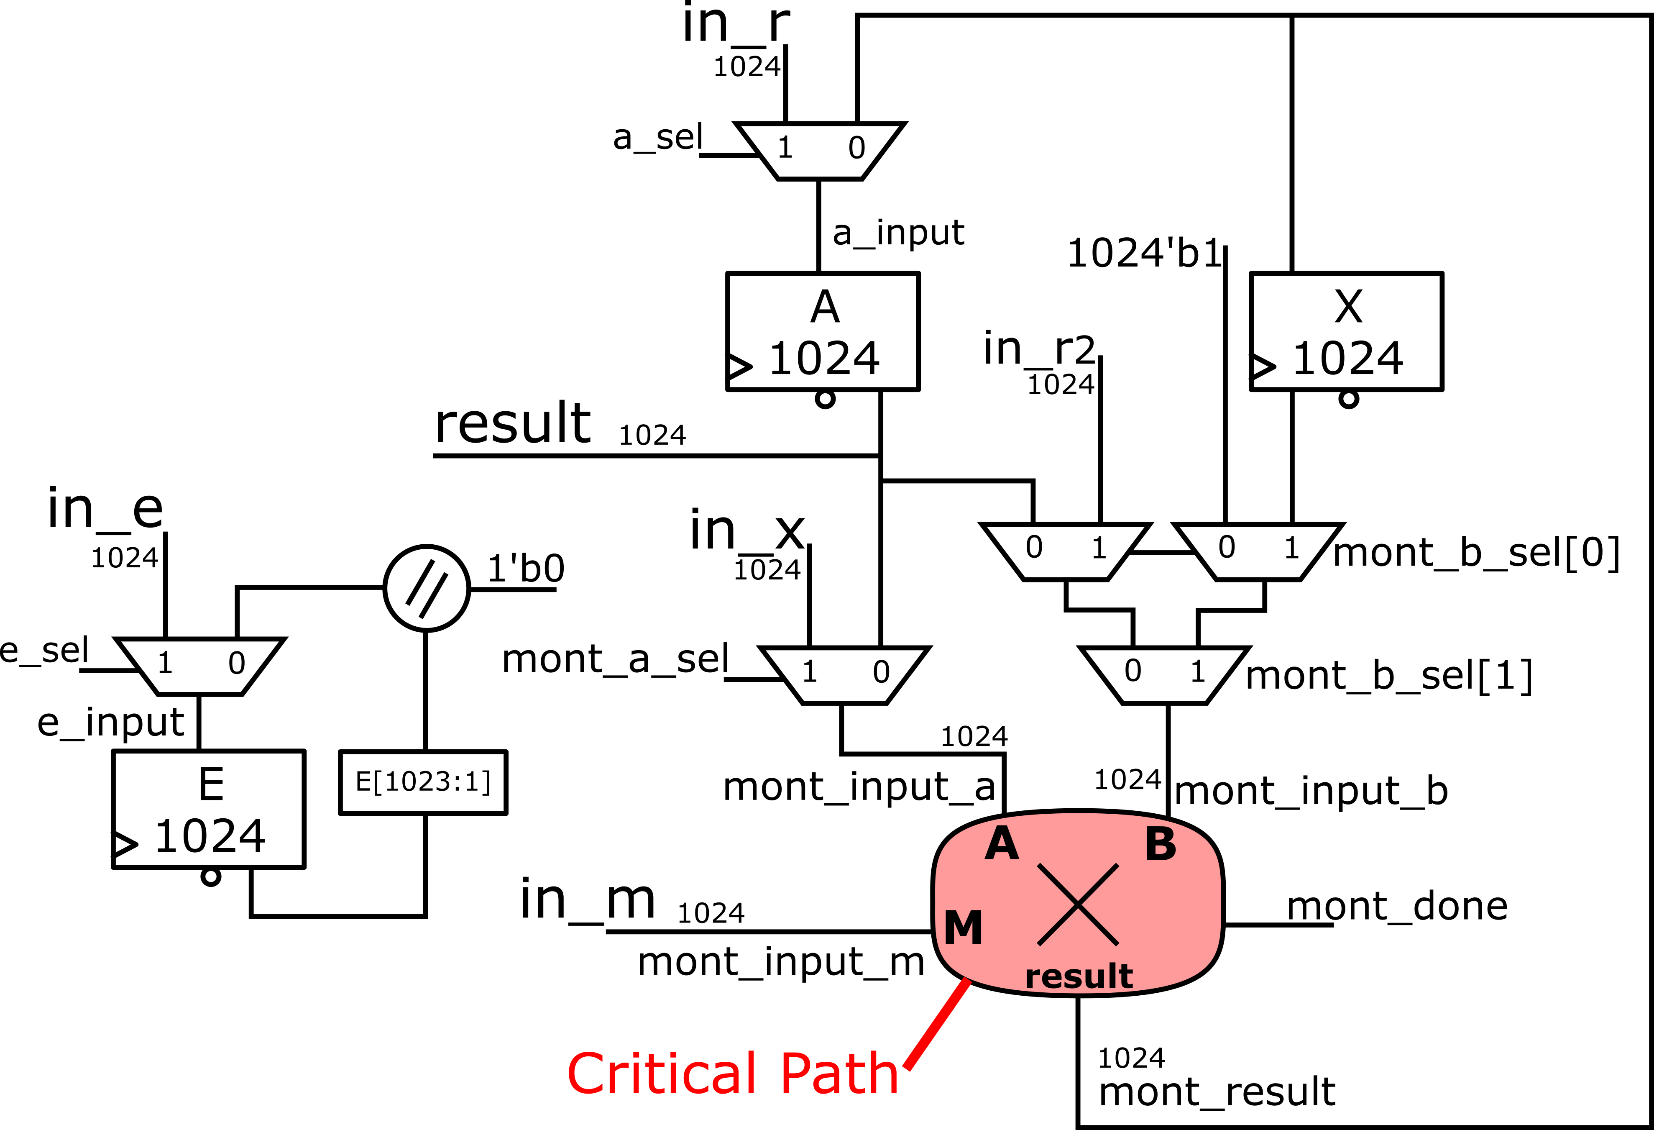 in_r
1024
a_sel
1 0
a_input
1024'b1
A
1024
X
1024
in_r2
1024
result 1024
in_e
1024
in_x
1024
0 1
0 1
mont_b_sel[0]
1'b0
e_sel
1 0
mont_a_sel
1 0
0 1
mont_b_sel[1]
e_input
1024
mont_input_a
1024
mont_input_b
E
1024
E[1023:1]
A
B
in_m 1024
M
mont_input_m
mont_done
result
Critical Path
1024
mont_result